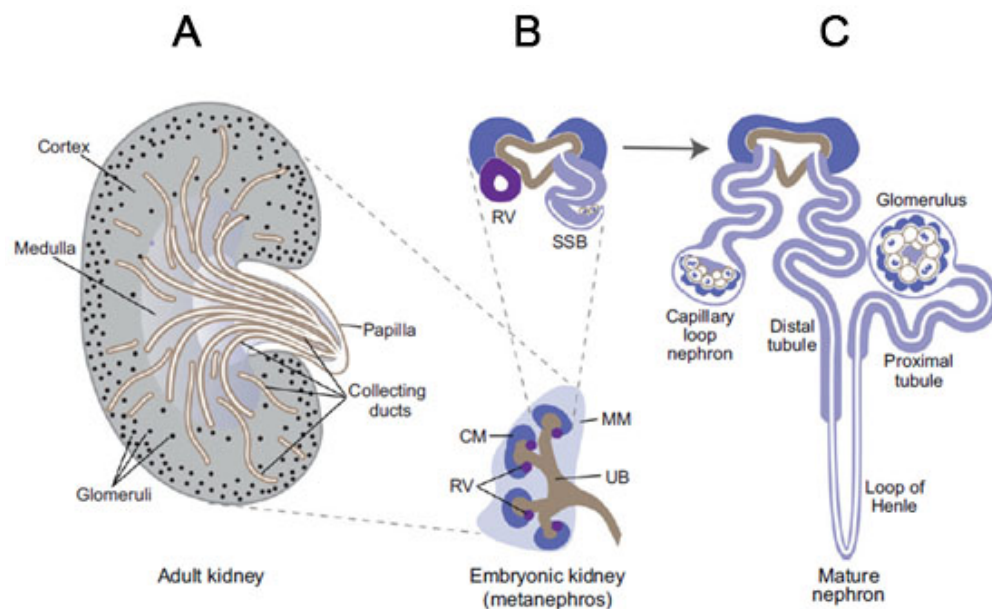 A
B
C
Cortex
Medulla
Papilla
Collecting
ducts
Glomeruli
Adult kidney
RV
SSB
CM
MM
RV
UB
Embryonic kidney
(metanephros)
Glomerulus
Capillary
loop
nephron
Distal
tubule
Proximal
tubule
Loop of
Henle
Mature
nephron